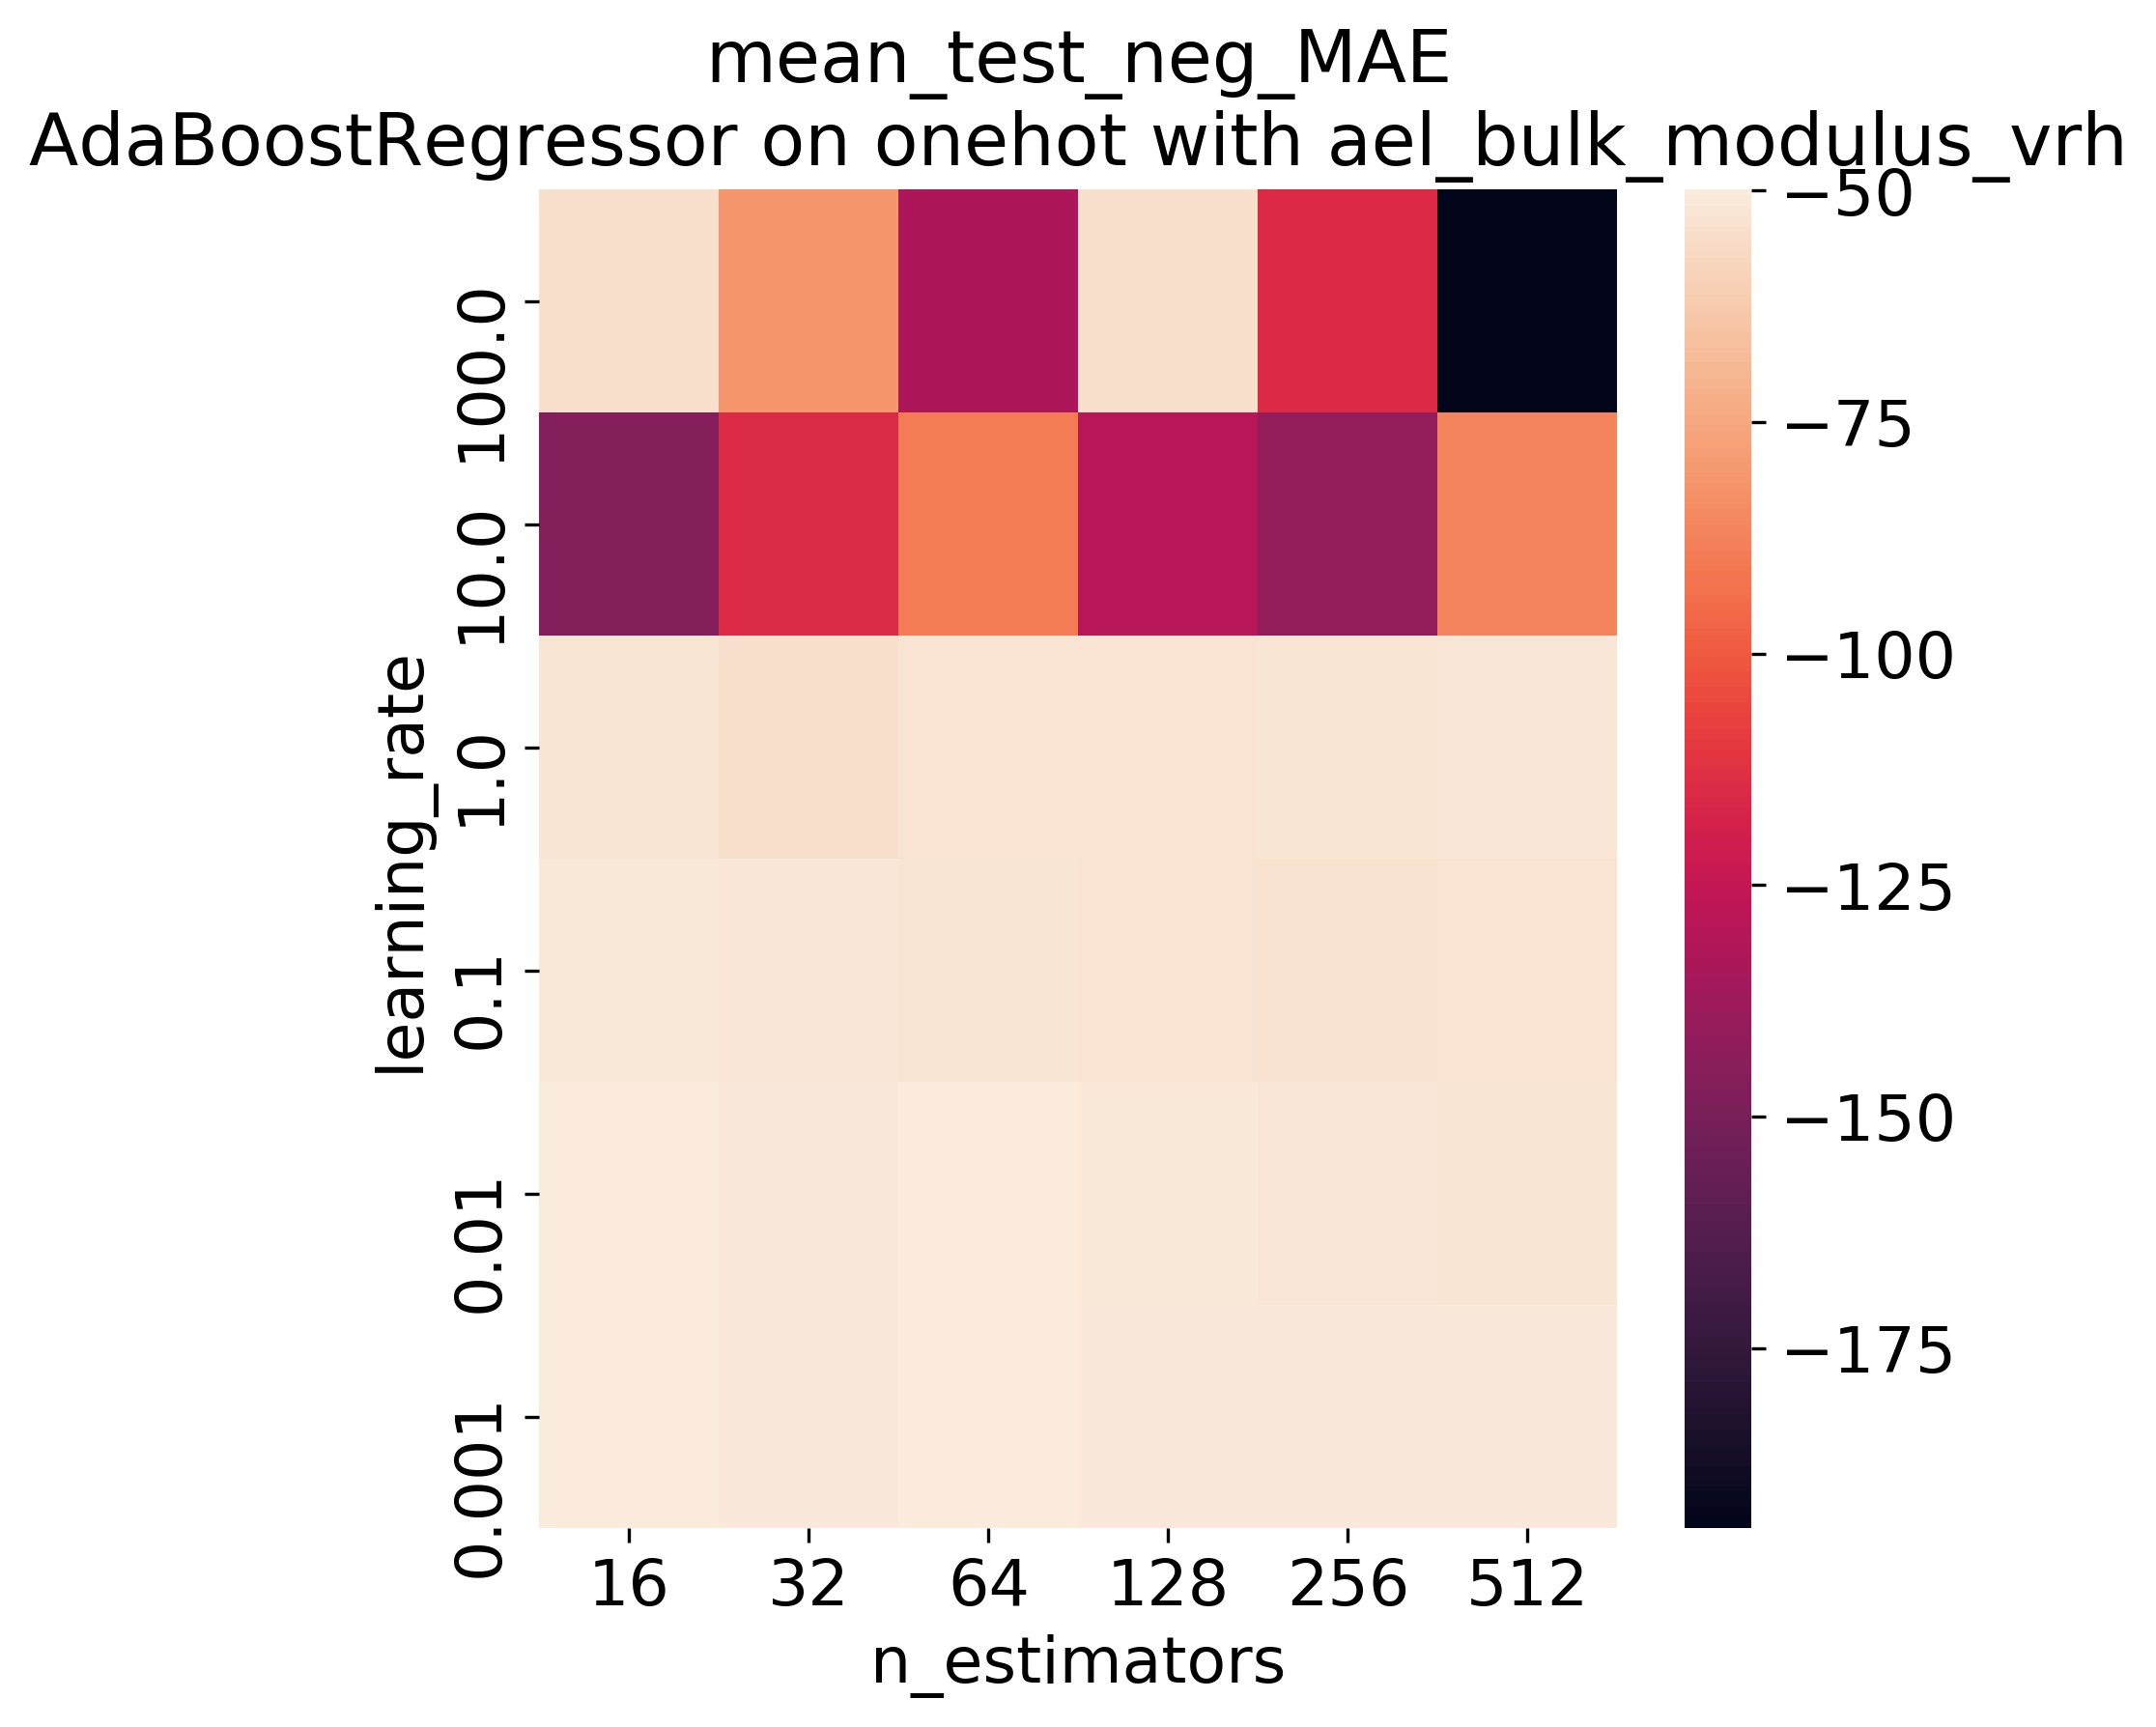 mean_test_neg_MAE
AdaBoostRegressor on onehot with ael_bulk_modulus_vrh
learning_rate
100.0
10.0
1.0
0.1
0.01
0.001
16 32 64 128 256 512
n_estimators
−50
−75
−100
−125
−150
−175